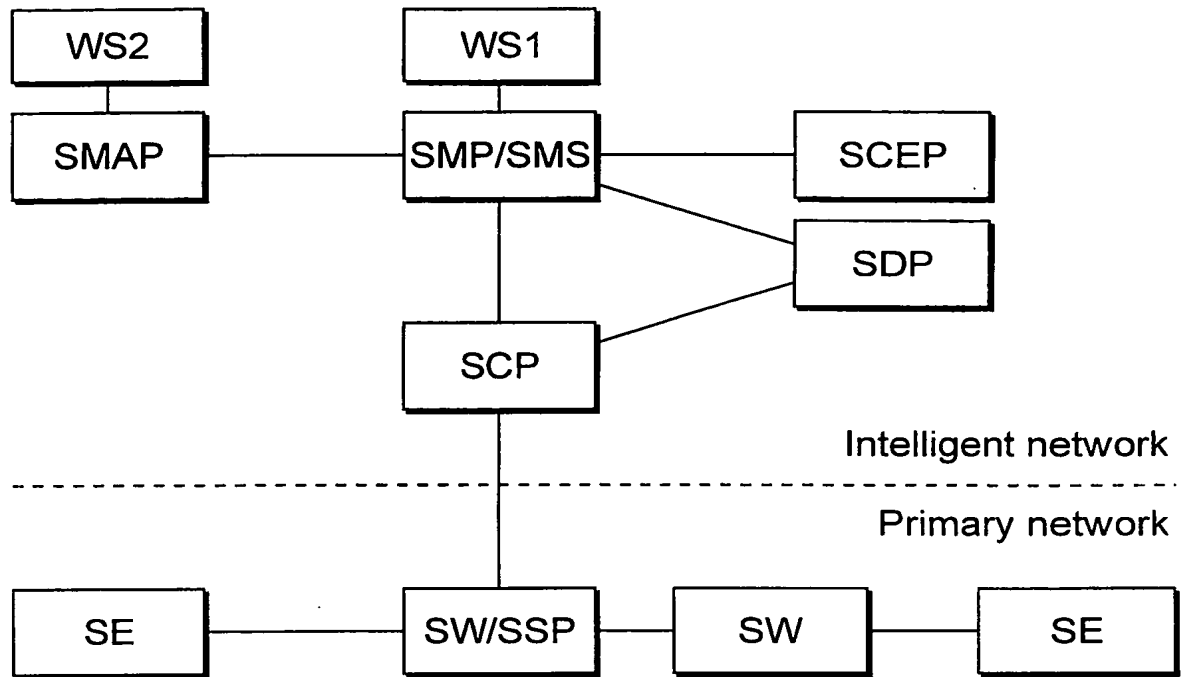 WS2
WS1
SMAP
SMP/SMS
SCEP
SDP
SCP
Intelligent network
Primary network
SE
SW/SSP
SW
SE